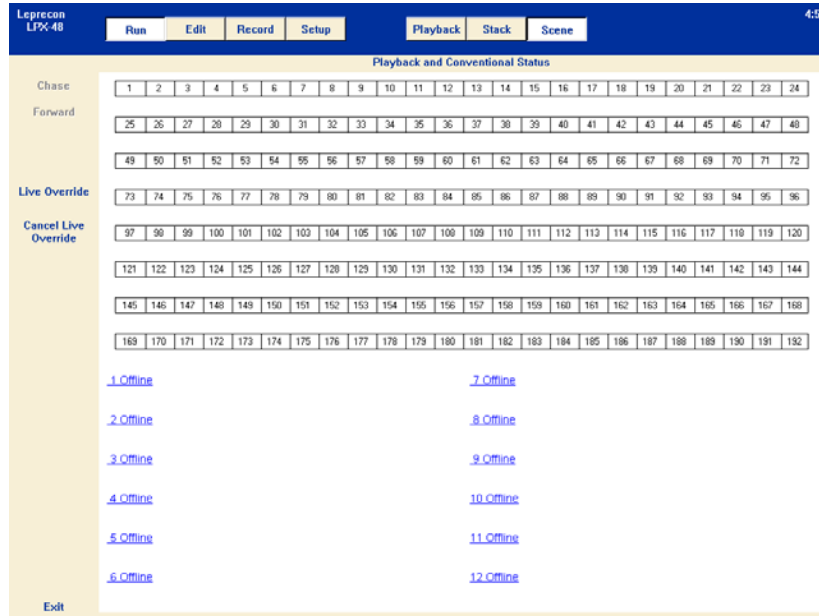 Leprecon
LPX-48
Run Edit Record Setup Playback Stack Scene
4:5
Playback and Conventional Status
Chase
Forward
Live Override
Cancel Live
Override
Exit
1 2 3 4 5 6 7 8 9 10 11 12 13 14 15 16 17 18 19 20 21 22 23 24
25 26 27 28 29 30 31 32 33 34 35 36 37 38 39 40 41 42 43 44 45 46 47 48
49 50 51 52 53 54 55 56 57 58 59 60 61 62 63 64 65 66 67 68 69 70 71 72
73 74 75 76 77 78 79 80 81 82 83 84 85 86 87 88 89 90 91 92 93 94 95 96
97 98 99 100 101 102 103 104 105 106 107 108 109 110 111 112 113 114 115 116 117 118 119 120
121 122 123 124 125 126 127 128 129 130 131 132 133 134 135 136 137 138 139 140 141 142 143 144
145 146 147 148 149 150 151 152 153 154 155 156 157 158 159 160 161 162 163 164 165 166 167 168
169 170 171 172 173 174 175 176 177 178 179 180 181 182 183 184 185 186 187 188 189 190 191 192
1 Offline
2 Offline
3 Offline
4 Offline
5 Offline
6 Offline
7 Offline
8 Offline
9 Offline
10 Offline
11 Offline
12 Offline